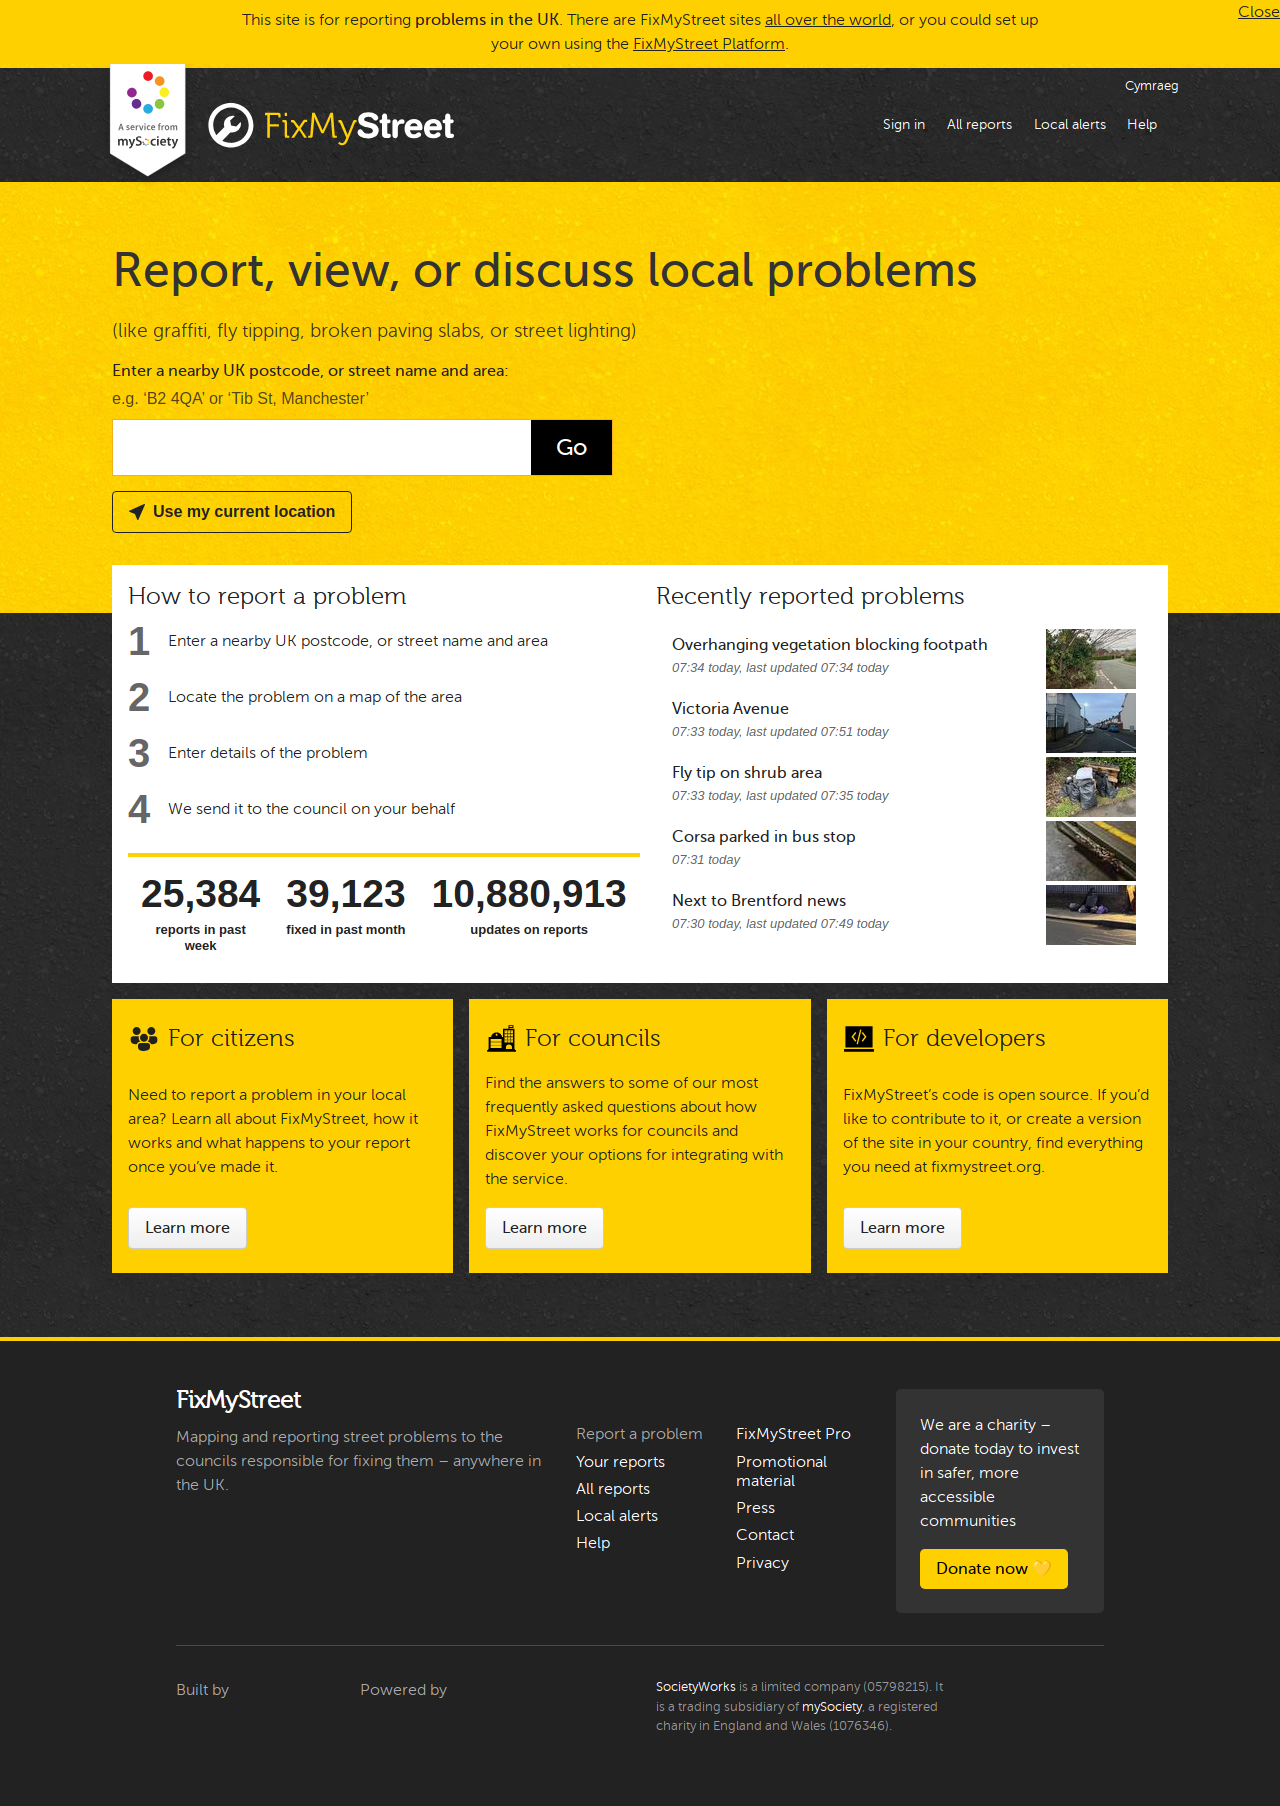 This site is for reporting problems in the UK. There are FixMyStreet sites all over the world, or you could set up
your own using the FixMyStreet Platform.
Close
Cymraeg
A service from
mySociety
FixMyStreet
Sign in
All reports
Local alerts
Help
Report, view, or discuss local problems
(like graffiti, fly tipping, broken paving slabs, or street lighting)
Enter a nearby UK postcode, or street name and area:
e.g. ‘B2 4QA’ or ‘Tib St, Manchester’
Go
Use my current location
How to report a problem
1 Enter a nearby UK postcode, or street name and area
2 Locate the problem on a map of the area
3 Enter details of the problem
4 We send it to the council on your behalf
25,384
reports in past
week
39,123
fixed in past month
10,880,913
updates on reports
Recently reported problems
Overhanging vegetation blocking footpath
07:34 today, last updated 07:34 today
Victoria Avenue
07:33 today, last updated 07:51 today
Fly tip on shrub area
07:33 today, last updated 07:35 today
Corsa parked in bus stop
07:31 today
Next to Brentford news
07:30 today, last updated 07:49 today
For citizens
Need to report a problem in your local
area? Learn all about FixMyStreet, how it
works and what happens to your report
once you’ve made it.
Learn more
For councils
Find the answers to some of our most
frequently asked questions about how
FixMyStreet works for councils and
discover your options for integrating with
the service.
Learn more
For developers
FixMyStreet’s code is open source. If you’d
like to contribute to it, or create a version
of the site in your country, find everything
you need at fixmystreet.org.
Learn more
FixMyStreet
Mapping and reporting street problems to the
councils responsible for fixing them – anywhere in
the UK.
Report a problem
Your reports
All reports
Local alerts
Help
FixMyStreet Pro
Promotional
material
Press
Contact
Privacy
We are a charity –
donate today to invest
in safer, more
accessible
communities
Donate now 💛
Built by
Powered by
SocietyWorks is a limited company (05798215). It
is a trading subsidiary of mySociety, a registered
charity in England and Wales (1076346).